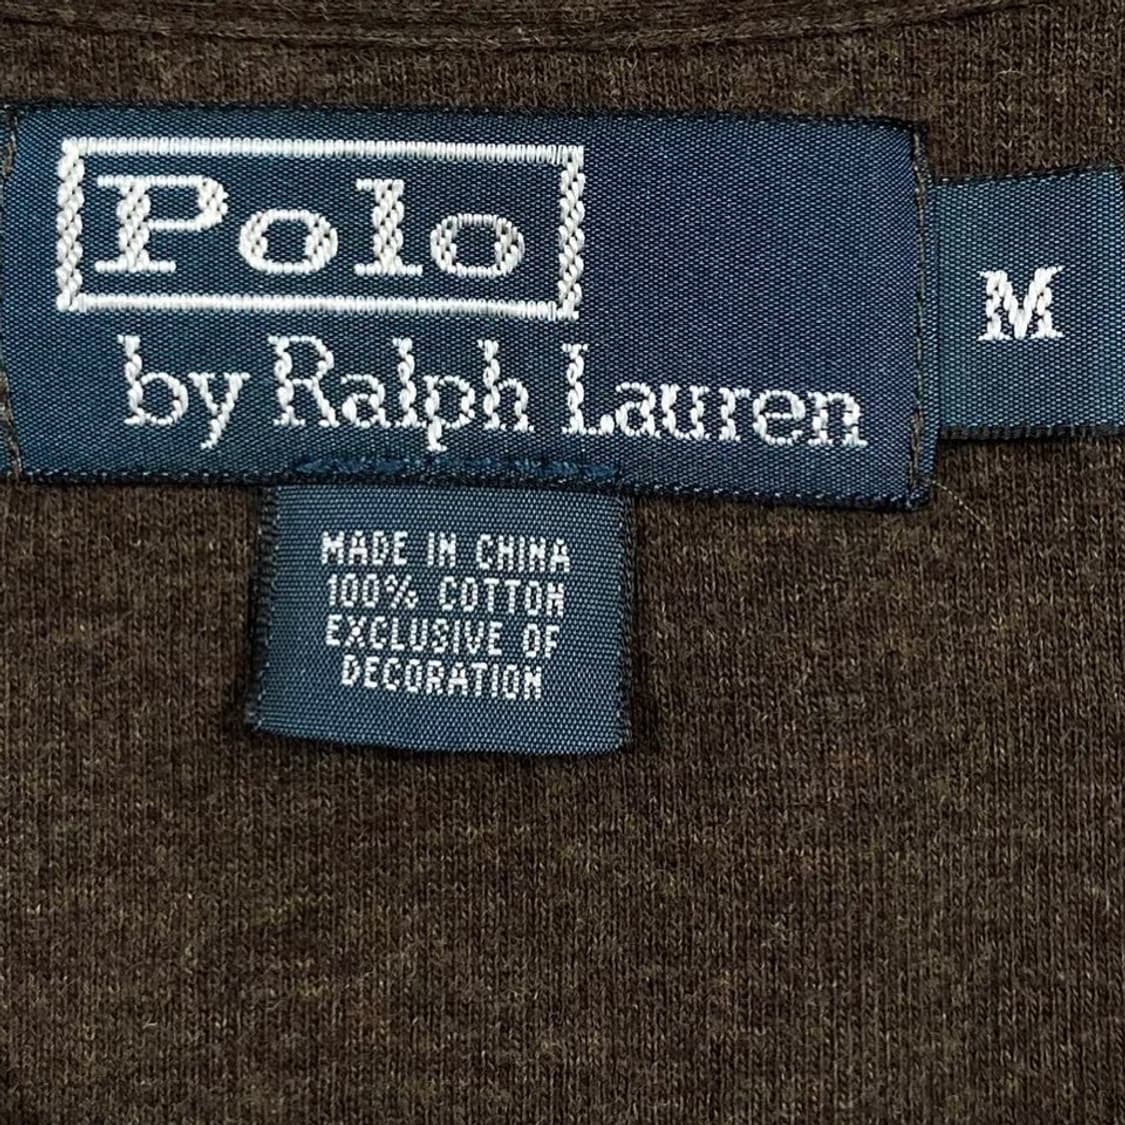 Polo
by Ralph Lauren
M
MADE IN CHINA
100% COTTON
EXCLUSIVE OF
DECORATION